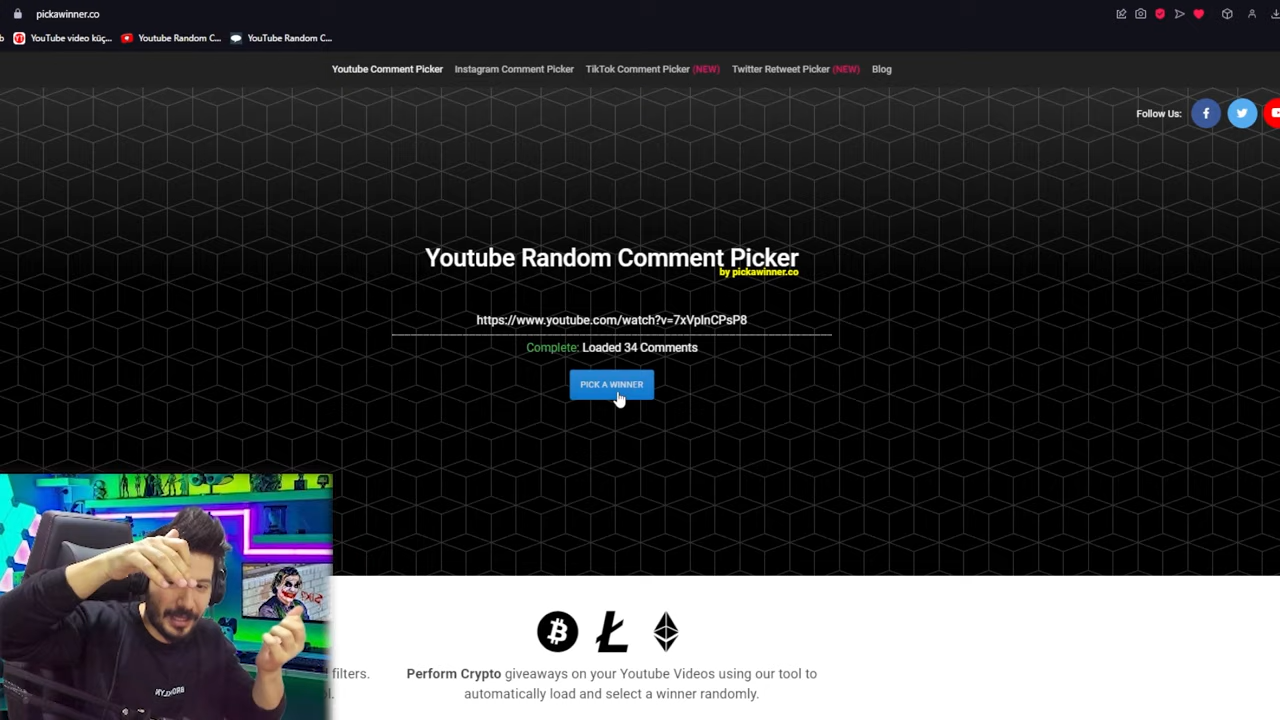 pickawinner.co
YouTube video küç...
Youtube Random C...
YouTube Random C...
Youtube Comment Picker
Instagram Comment Picker
TikTok Comment Picker (NEW)
Twitter Retweet Picker (NEW)
Blog
Follow Us:
Youtube Random Comment Picker
by pickawinner.co
https://www.youtube.com/watch?v=7xVpInCPsP8
Complete: Loaded 34 Comments
PICK A WINNER
BROOKLYN
filters.
Perform Crypto giveaways on your Youtube Videos using our tool to
automatically load and select a winner randomly.